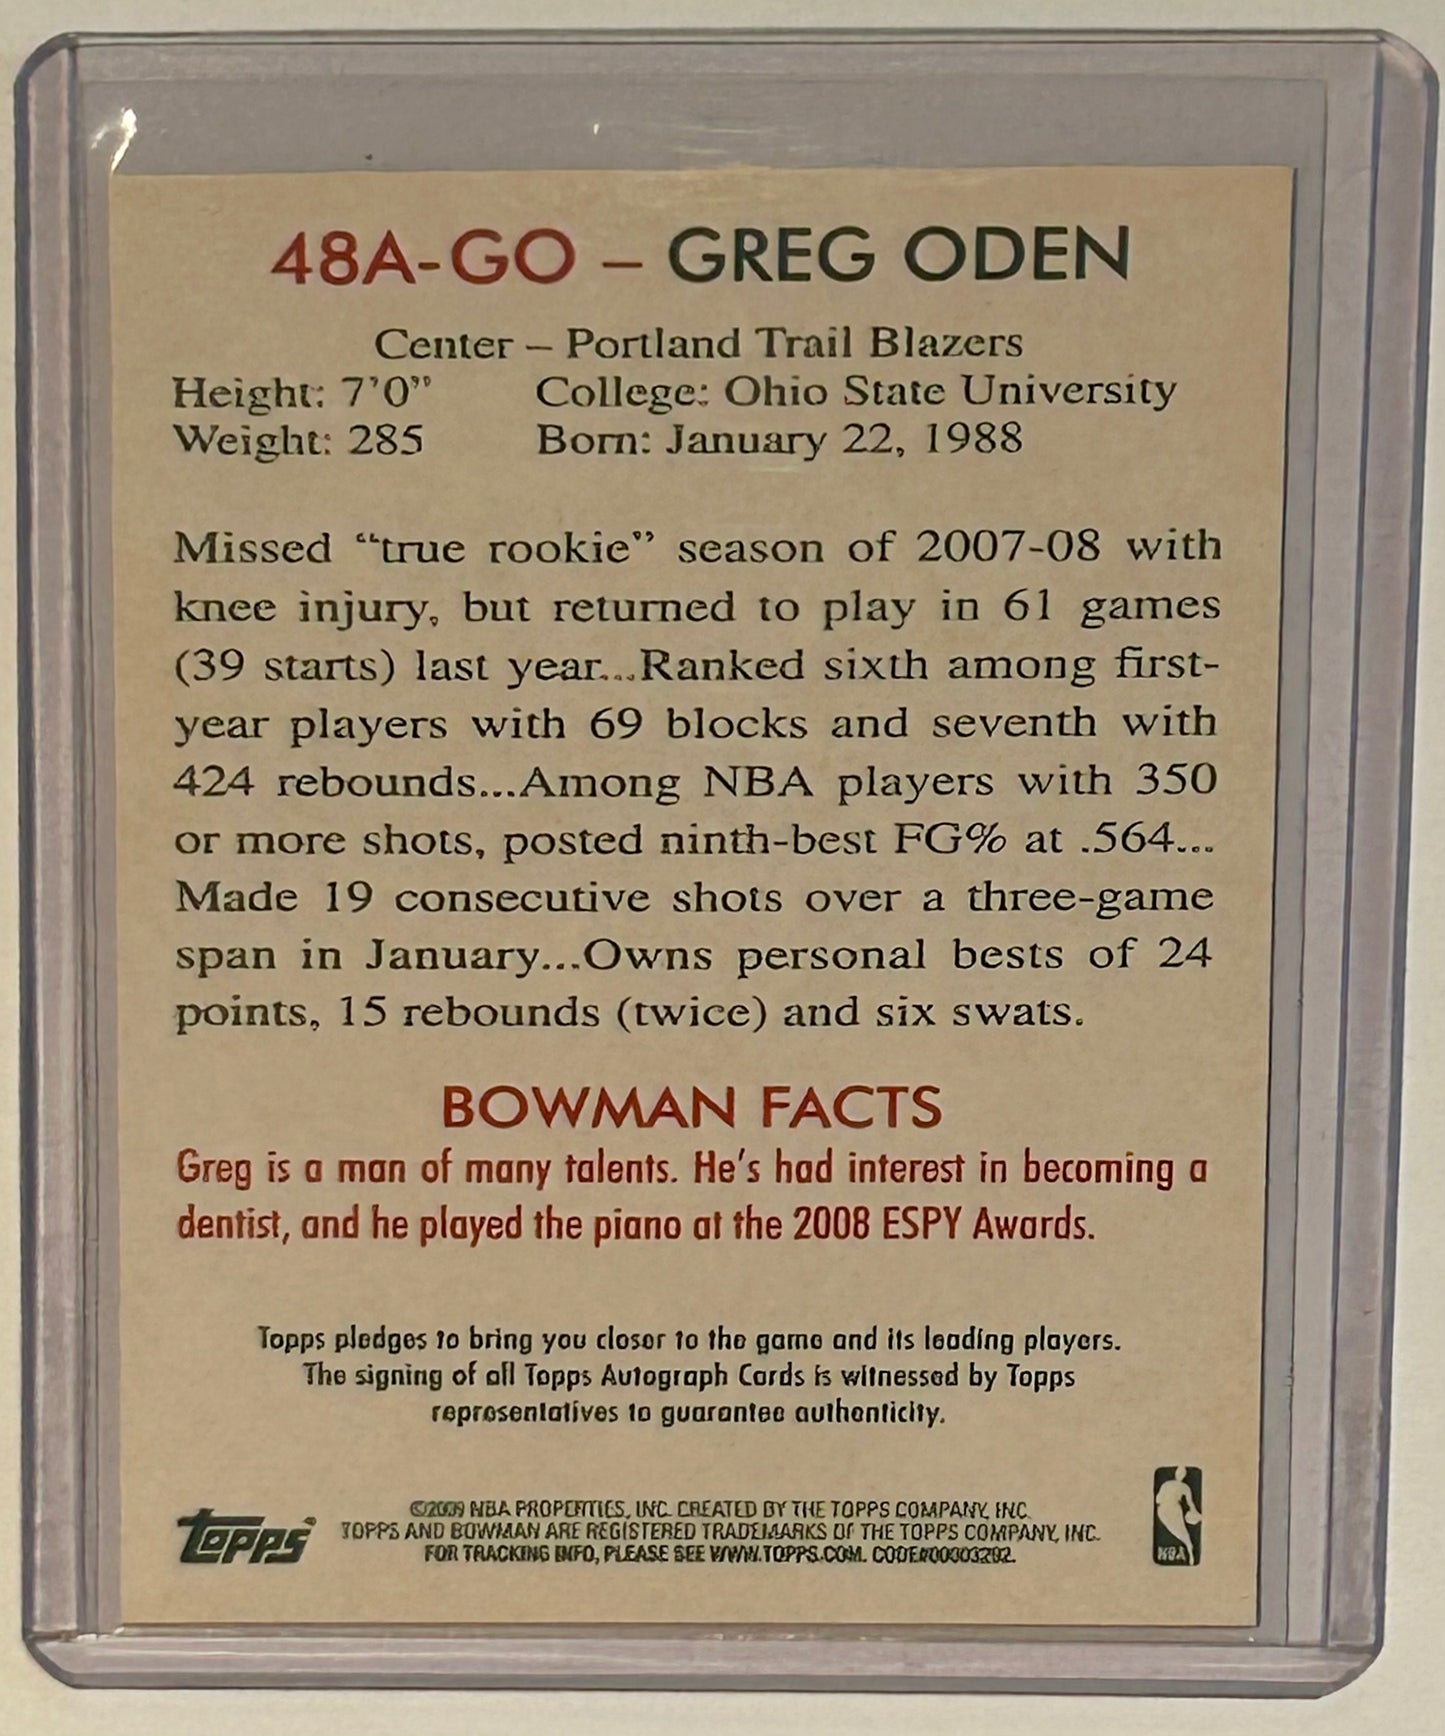 48A-GO – GREG ODEN
Center – Portland Trail Blazers
Height: 7'0" College: Ohio State University
Weight: 285 Born: January 22, 1988
Missed “true rookie” season of 2007-08 with
knee injury, but returned to play in 61 games
(39 starts) last year...Ranked sixth among first-
year players with 69 blocks and seventh with
424 rebounds...Among NBA players with 350
or more shots, posted ninth-best FG% at .564...
Made 19 consecutive shots over a three-game
span in January...Owns personal bests of 24
points, 15 rebounds (twice) and six swats.
BOWMAN FACTS
Greg is a man of many talents. He's had interest in becoming a
dentist, and he played the piano at the 2008 ESPY Awards.
Topps pledges to bring you closer to the game and its leading players.
The signing of all Topps Autograph Cards is witnessed by Topps
representatives to guarantee authenticity.
©2009 NBA PROPERTIES, INC. CREATED BY THE TOPPS COMPANY, INC.
TOPPS AND BOWMAN ARE REGISTERED TRADEMARKS OF THE TOPPS COMPANY, INC.
FOR TRACKING INFO, PLEASE SEE WWW.TOPPS.COM. CODE#00003292.
Topps®
NBA